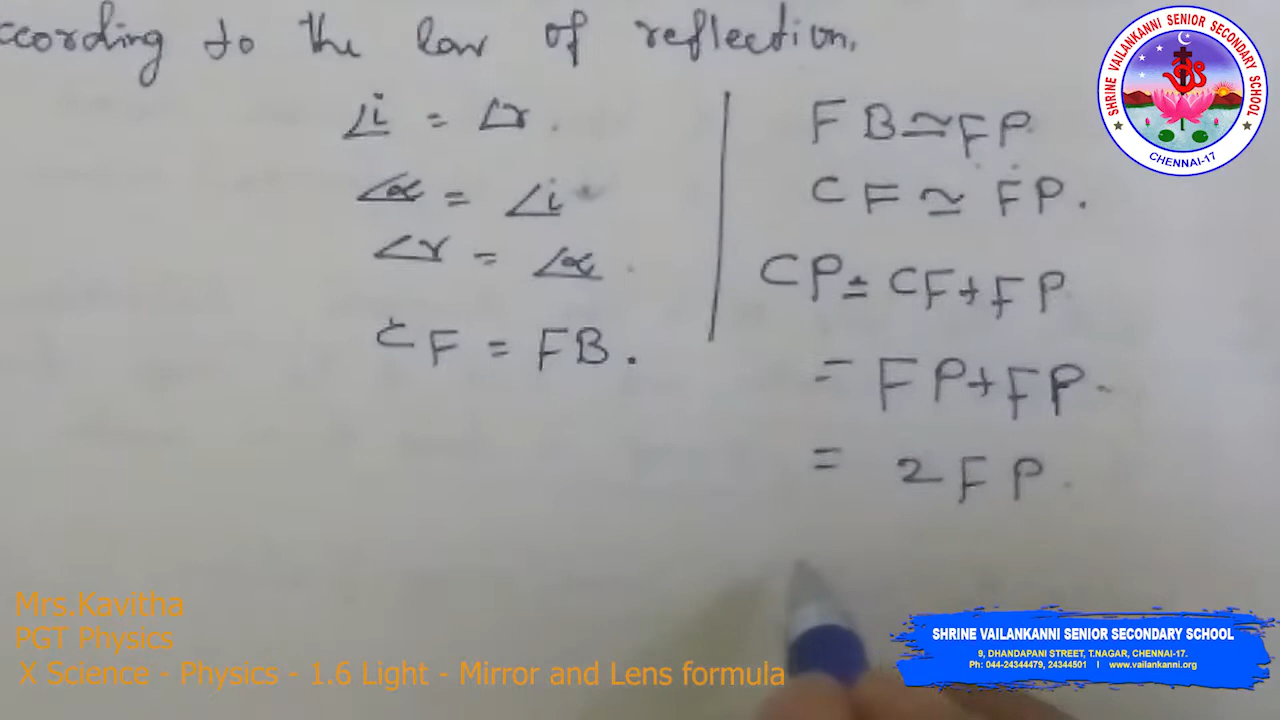 ccording to the law of reflection.
∠i = ∠r.
∠α = ∠i
∠r = ∠α.
CF = FB.
FB ≃ FP.
CF ≃ FP.
CP = CF + FP
= FP + FP.
= 2FP.
SHRINE VAILANKANNI SENIOR SECONDARY SCHOOL
CHENNAI-17
Mrs.Kavitha
PGT Physics
X Science - Physics - 1.6 Light - Mirror and Lens formula
SHRINE VAILANKANNI SENIOR SECONDARY SCHOOL
9, DHANDAPANI STREET, T.NAGAR, CHENNAI-17.
Ph: 044-24344479, 24344501 | www.vailankanni.org